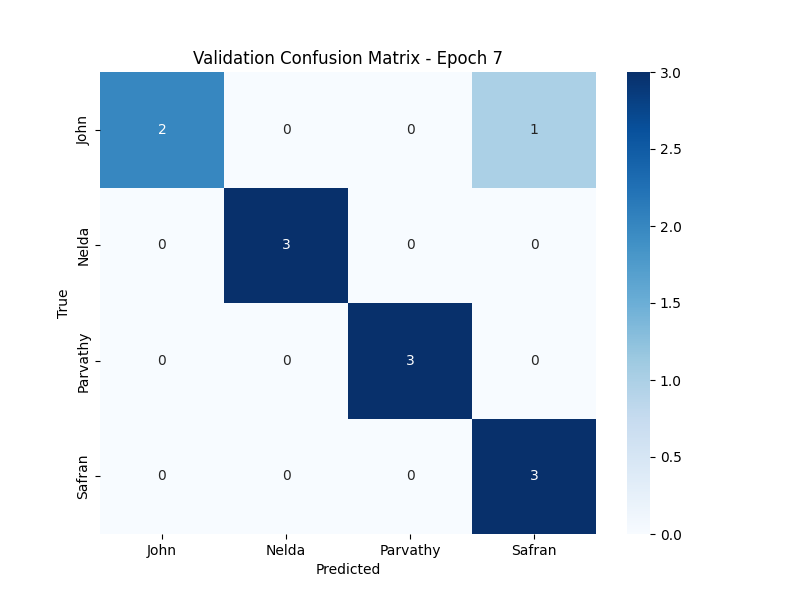 Validation Confusion Matrix - Epoch 7
John 2 0 0 1
Nelda 0 3 0 0
Parvathy 0 0 3 0
Safran 0 0 0 3
John Nelda Parvathy Safran
Predicted
True
3.0
2.5
2.0
1.5
1.0
0.5
0.0